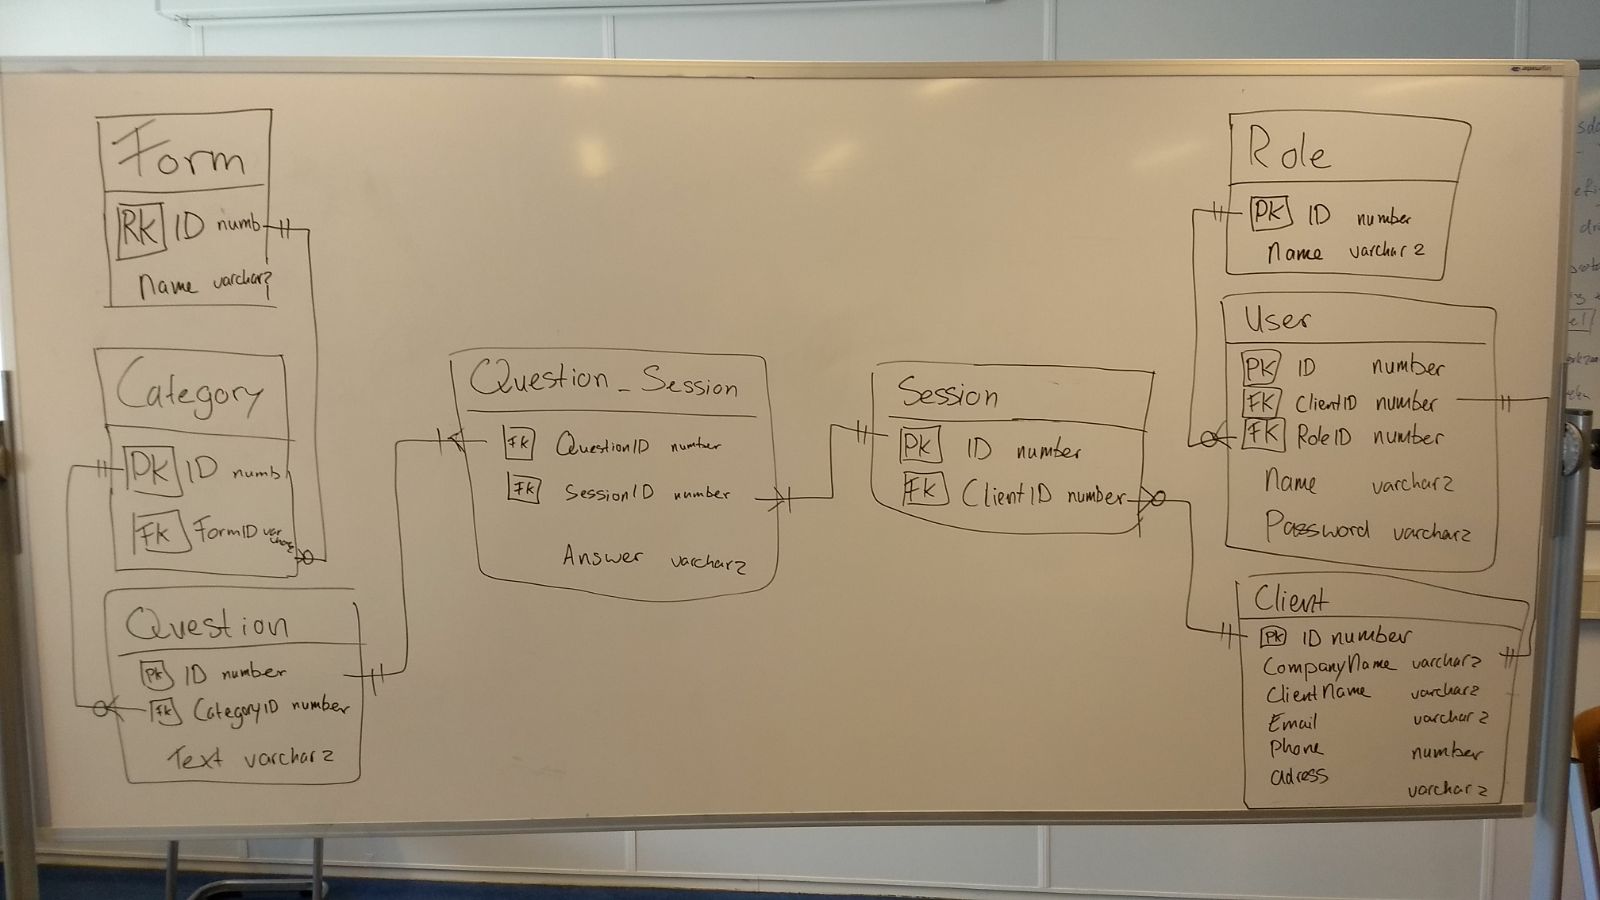 Form
RK ID numb
Name varchar2
Category
PK ID numb
FK FormID varchar2
Question
PK ID number
FK CategoryID number
Text varchar2
Question_Session
FK QuestionID number
FK SessionID number
Answer varchar2
Session
PK ID number
FK ClientID number
Role
PK ID number
Name varchar2
User
PK ID number
FK ClientID number
FK RoleID number
Name varchar2
Password varchar2
Client
PK ID number
CompanyName varchar2
ClientName varchar2
Email varchar2
Phone number
adress varchar2